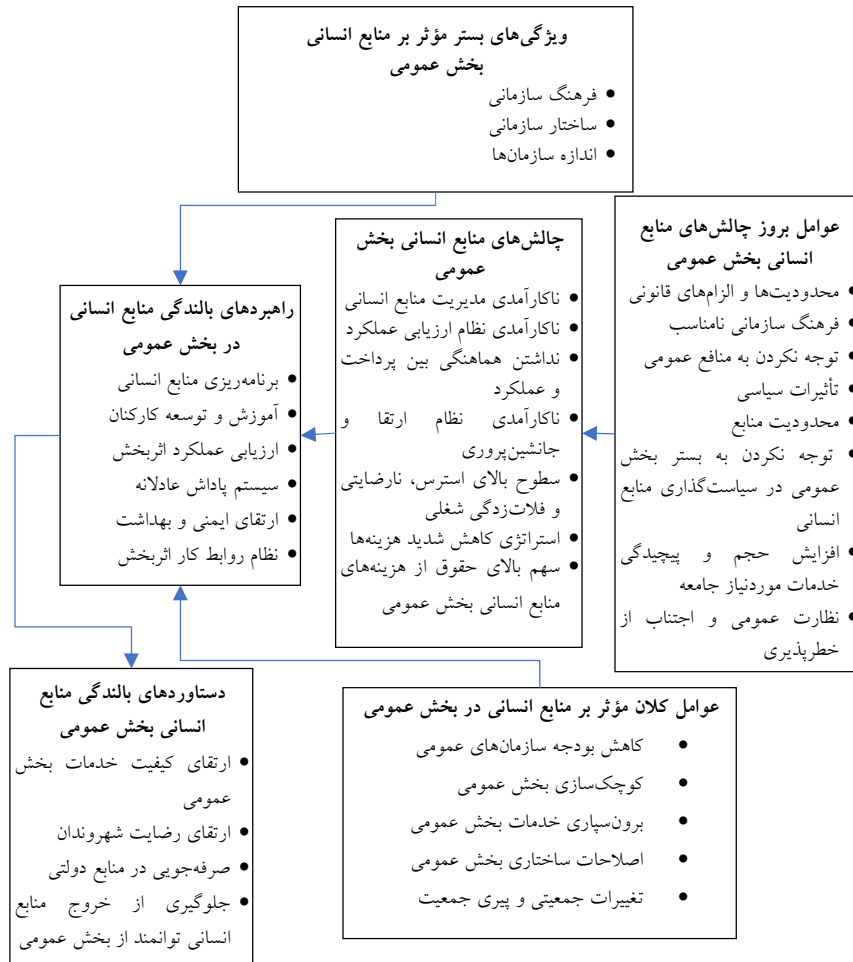 ویژگی‌های بستر مؤثر بر منابع انسانی
بخش عمومی
● فرهنگ سازمانی
● ساختار سازمانی
● اندازه سازمان‌ها
عوامل بروز چالش‌های منابع
انسانی بخش عمومی
● محدودیت‌ها و الزام‌های قانونی
● فرهنگ سازمانی نامناسب
● توجه نکردن به منافع عمومی
● تأثیرات سیاسی
● محدودیت منابع
● توجه نکردن به بستر بخش
عمومی در سیاست‌گذاری منابع
انسانی
● افزایش حجم و پیچیدگی
خدمات موردنیاز جامعه
● نظارت عمومی و اجتناب از
خطرپذیری
چالش‌های منابع انسانی بخش
عمومی
● ناکارآمدی مدیریت منابع انسانی
● ناکارآمدی نظام ارزیابی عملکرد
● نداشتن هماهنگی بین پرداخت
و عملکرد
● ناکارآمدی نظام ارتقا و
جانشین‌پروری
● سطوح بالای استرس، نارضایتی
و فلات‌زدگی شغلی
● استراتژی کاهش شدید هزینه‌ها
● سهم بالای حقوق از هزینه‌های
منابع انسانی بخش عمومی
راهبردهای بالندگی منابع انسانی
در بخش عمومی
● برنامه‌ریزی منابع انسانی
● آموزش و توسعه کارکنان
● ارزیابی عملکرد اثربخش
● سیستم پاداش عادلانه
● ارتقای ایمنی و بهداشت
● نظام روابط کار اثربخش
عوامل کلان مؤثر بر منابع انسانی در بخش عمومی
● کاهش بودجه سازمان‌های عمومی
● کوچک‌سازی بخش عمومی
● برون‌سپاری خدمات بخش عمومی
● اصلاحات ساختاری بخش عمومی
● تغییرات جمعیتی و پیری جمعیت
دستاوردهای بالندگی منابع
انسانی بخش عمومی
● ارتقای کیفیت خدمات بخش
عمومی
● ارتقای رضایت شهروندان
● صرفه‌جویی در منابع دولتی
● جلوگیری از خروج منابع
انسانی توانمند از بخش عمومی